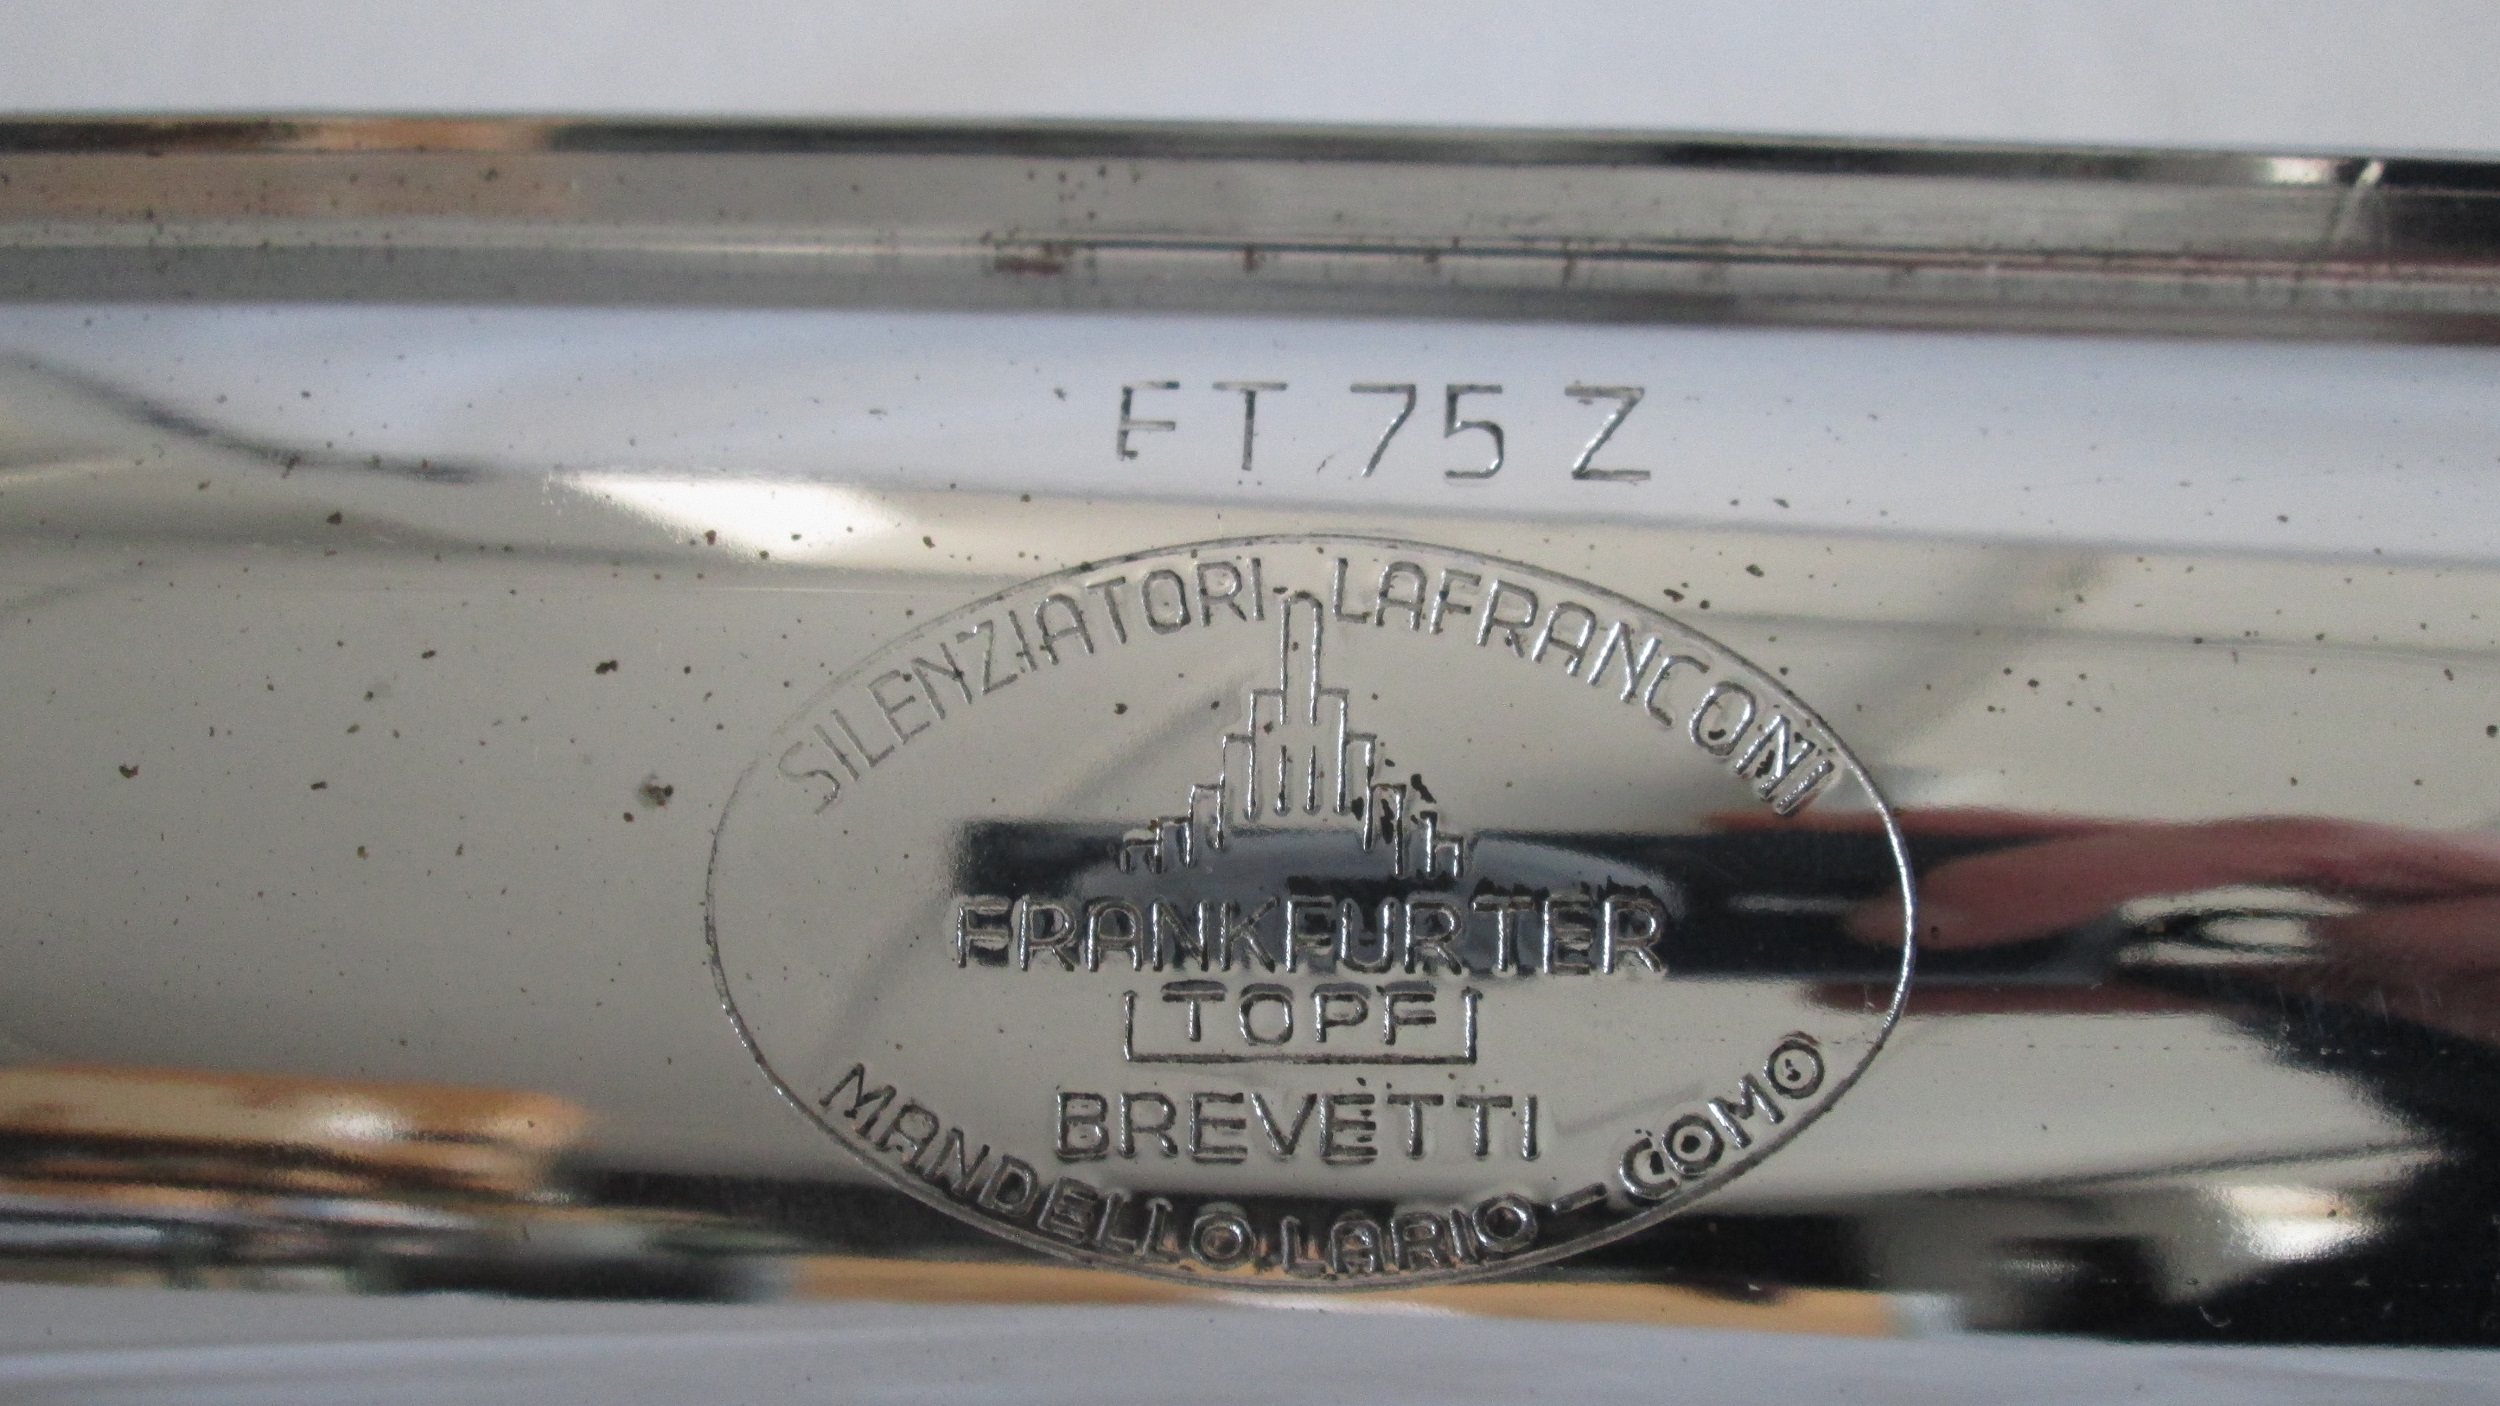 FT 75 Z
SILENZIATORI LAFRANCONI
FRANKFURTER
TOPF
BREVETTI
MANDELLO LARIO - COMO